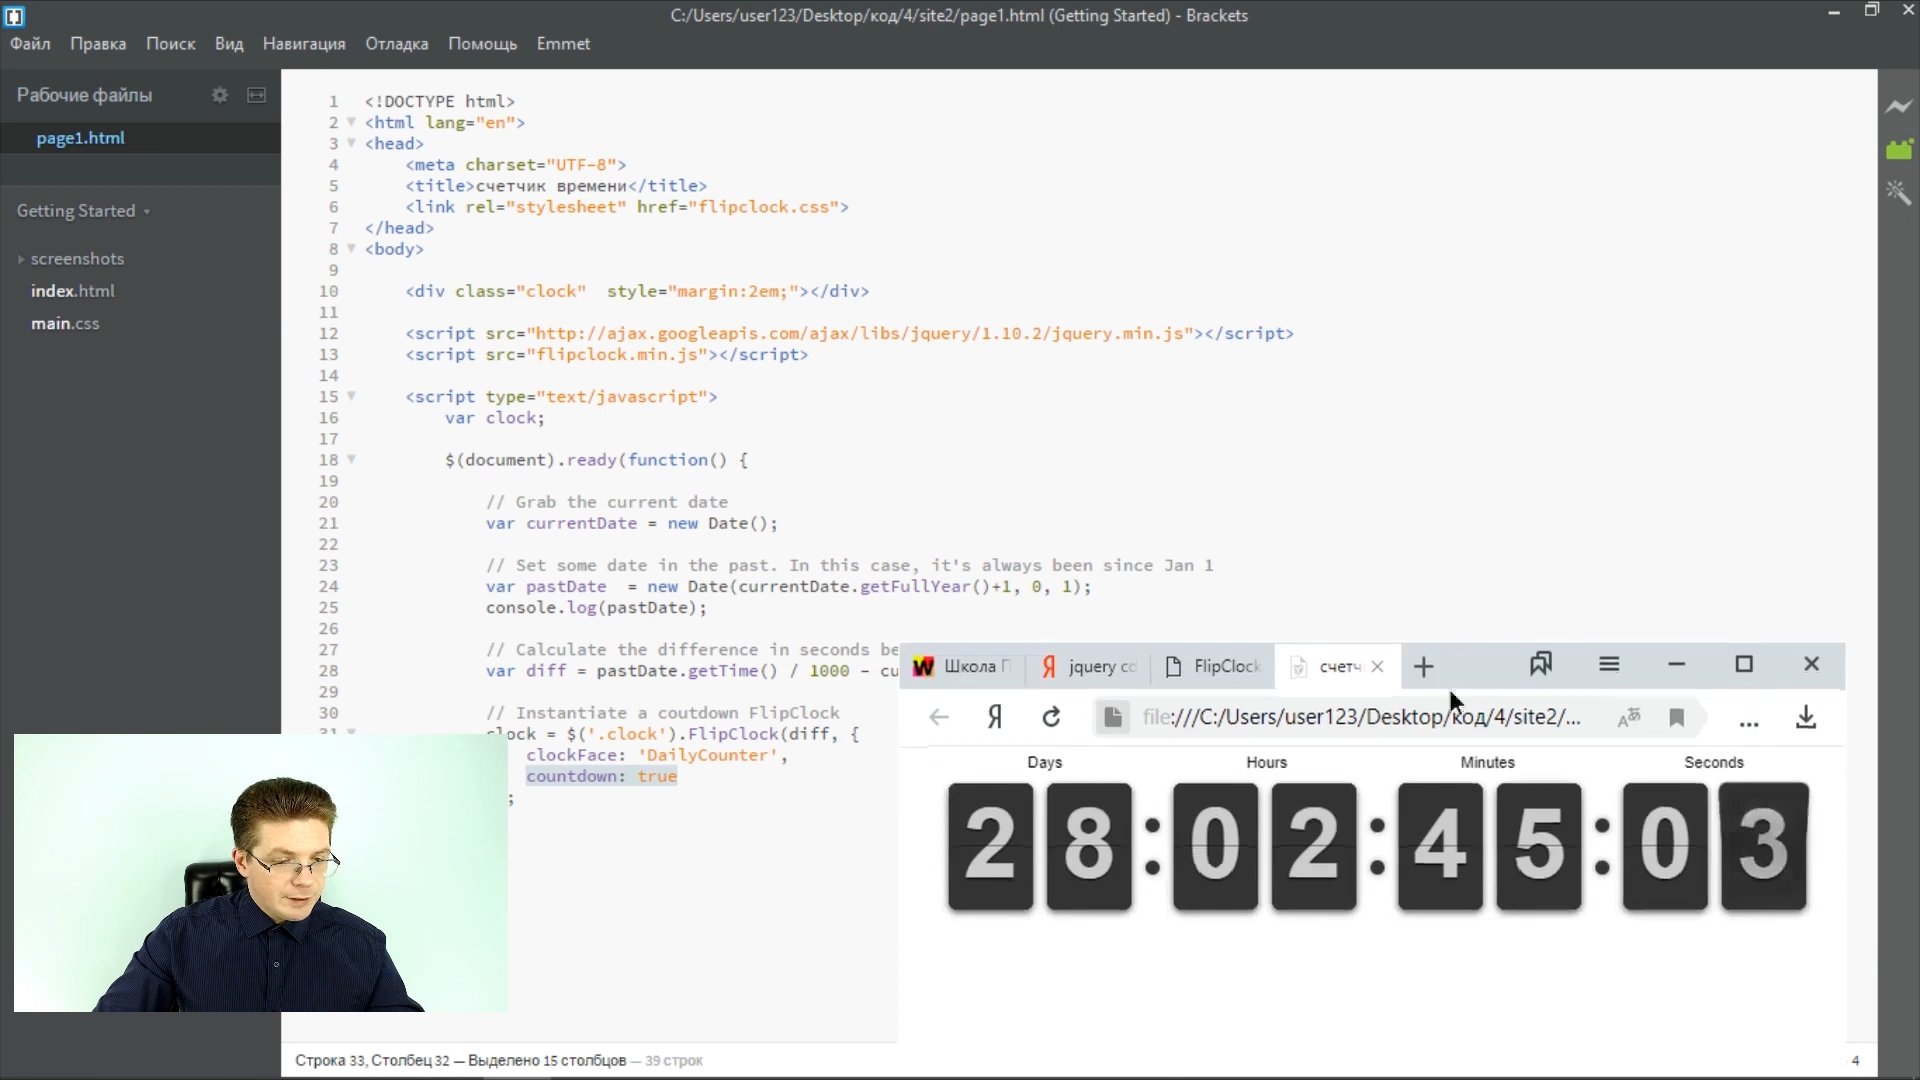 C:/Users/user123/Desktop/код/4/site2/page1.html (Getting Started) - Brackets
Файл Правка Поиск Вид Навигация Отладка Помощь Emmet
Рабочие файлы
page1.html
Getting Started
screenshots
index.html
main.css
1 <!DOCTYPE html>
2 <html lang="en">
3 <head>
4 <meta charset="UTF-8">
5 <title>счетчик времени</title>
6 <link rel="stylesheet" href="flipclock.css">
7 </head>
8 <body>
9
10 <div class="clock"  style="margin:2em;"></div>
11
12 <script src="http://ajax.googleapis.com/ajax/libs/jquery/1.10.2/jquery.min.js"></script>
13 <script src="flipclock.min.js"></script>
14
15 <script type="text/javascript">
16 var clock;
17
18 $(document).ready(function() {
19
20 // Grab the current date
21 var currentDate = new Date();
22
23 // Set some date in the past. In this case, it's always been since Jan 1
24 var pastDate  = new Date(currentDate.getFullYear()+1, 0, 1);
25 console.log(pastDate);
26
27 // Calculate the difference in seconds be
28 var diff = pastDate.getTime() / 1000 - cu
29
30 // Instantiate a coutdown FlipClock
31 clock = $('.clock').FlipClock(diff, {
clockFace: 'DailyCounter',
countdown: true
;
Школа П
Я jquery со
FlipClock
счетч
Я
file:///C:/Users/user123/Desktop/код/4/site2/...
Days Hours Minutes Seconds
28:02:45:03
Строка 33, Столбец 32 — Выделено 15 столбцов — 39 строк
4